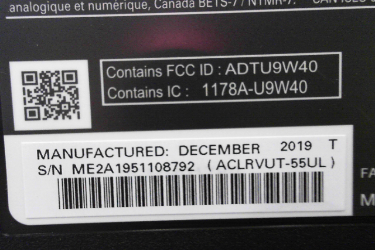 analogique et numérique, Canada BETS-7 / NTMR-7.
Contains FCC ID : ADTU9W40
Contains IC : 1178A-U9W40
MANUFACTURED: DECEMBER 2019 T
S/N ME2A1951108792 (ACLRVUT-55UL)
FA